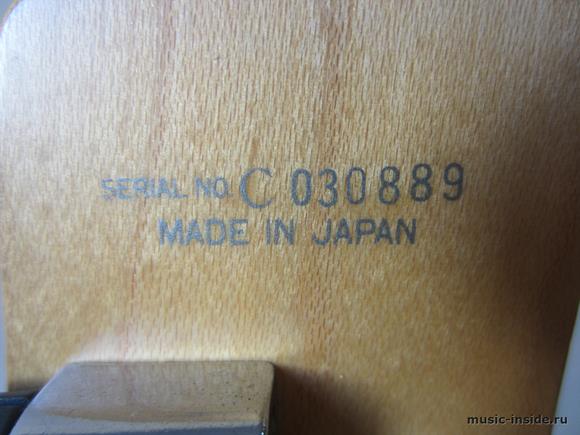 SERIAL NO. C 030889
MADE IN JAPAN
music-inside.ru